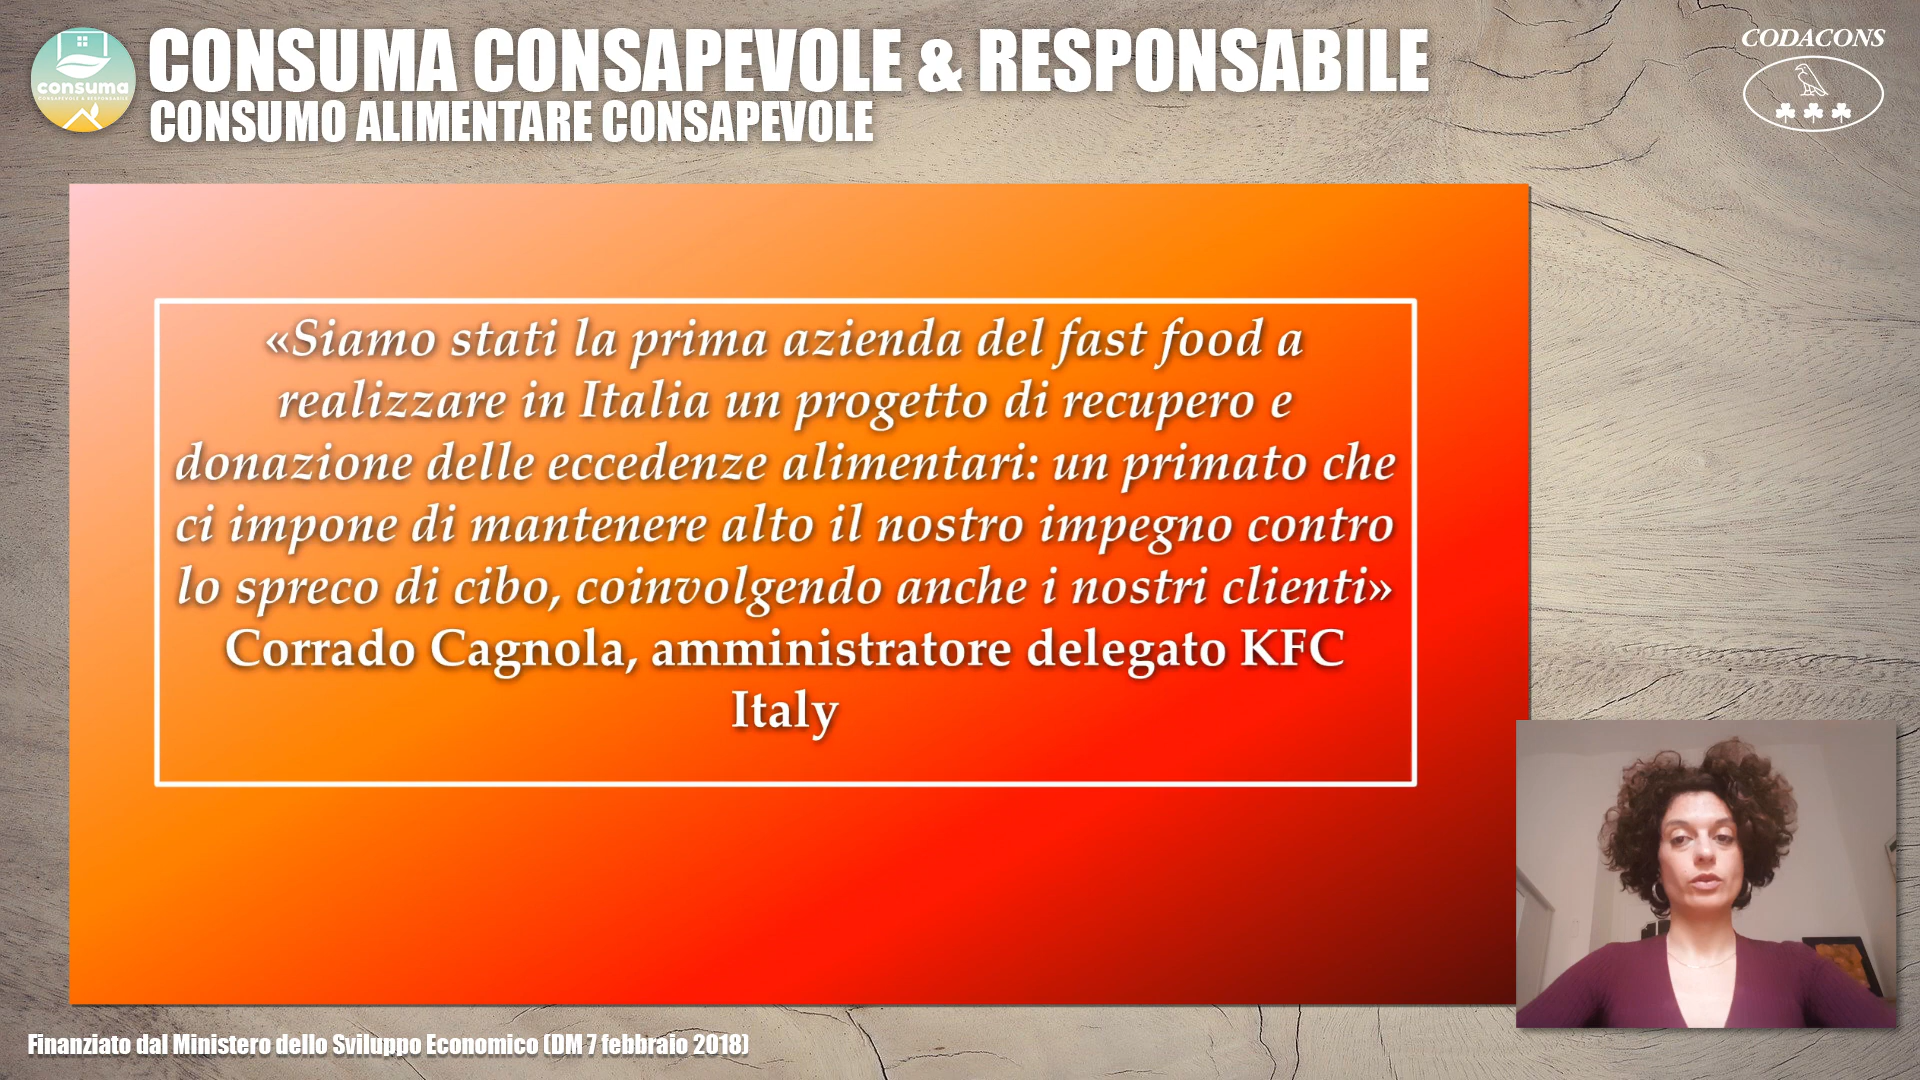 CONSUMA CONSAPEVOLE & RESPONSABILE
CONSUMO ALIMENTARE CONSAPEVOLE
consuma
CONSAPEVOLE & RESPONSABILE
CODACONS
«Siamo stati la prima azienda del fast food a
realizzare in Italia un progetto di recupero e
donazione delle eccedenze alimentari: un primato che
ci impone di mantenere alto il nostro impegno contro
lo spreco di cibo, coinvolgendo anche i nostri clienti»
Corrado Cagnola, amministratore delegato KFC
Italy
Finanziato dal Ministero dello Sviluppo Economico (DM 7 febbraio 2018)